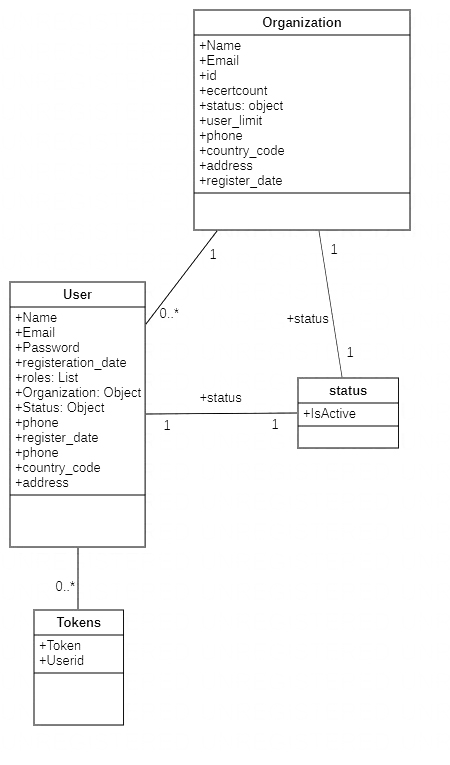 Organization
+Name
+Email
+id
+ecertcount
+status: object
+user_limit
+phone
+country_code
+address
+register_date
1
1
0..*
+status
1
User
+Name
+Email
+Password
+registeration_date
+roles: List
+Organization: Object
+Status: Object
+phone
+register_date
+phone
+country_code
+address
+status
1
1
status
+IsActive
0..*
Tokens
+Token
+Userid